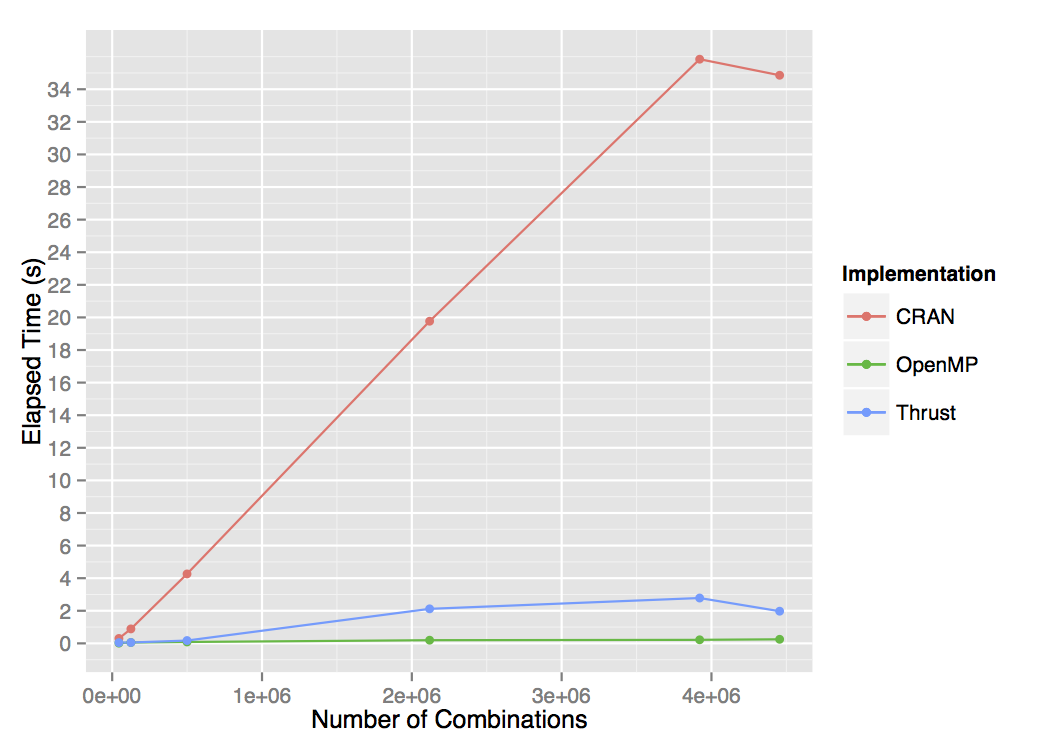 Elapsed Time (s)
34
32
30
28
26
24
22
20
18
16
14
12
10
8
6
4
2
0
0e+00 1e+06 2e+06 3e+06 4e+06
Number of Combinations
Implementation
CRAN
OpenMP
Thrust